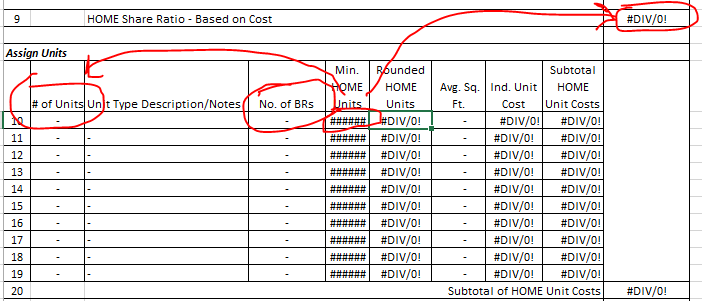 9 HOME Share Ratio - Based on Cost #DIV/0!
Assign Units
Min. Rounded Subtotal
HOME HOME Avg. Sq. Ind. Unit HOME
# of Units Unit Type Description/Notes No. of BRs Units Units Ft. Cost Unit Costs
10 - - - ###### #DIV/0! - #DIV/0! #DIV/0!
11 - - - ###### #DIV/0! - #DIV/0! #DIV/0!
12 - - - ###### #DIV/0! - #DIV/0! #DIV/0!
13 - - - ###### #DIV/0! - #DIV/0! #DIV/0!
14 - - - ###### #DIV/0! - #DIV/0! #DIV/0!
15 - - - ###### #DIV/0! - #DIV/0! #DIV/0!
16 - - - ###### #DIV/0! - #DIV/0! #DIV/0!
17 - - - ###### #DIV/0! - #DIV/0! #DIV/0!
18 - - - ###### #DIV/0! - #DIV/0! #DIV/0!
19 - - - ###### #DIV/0! - #DIV/0! #DIV/0!
20 Subtotal of HOME Unit Costs #DIV/0!